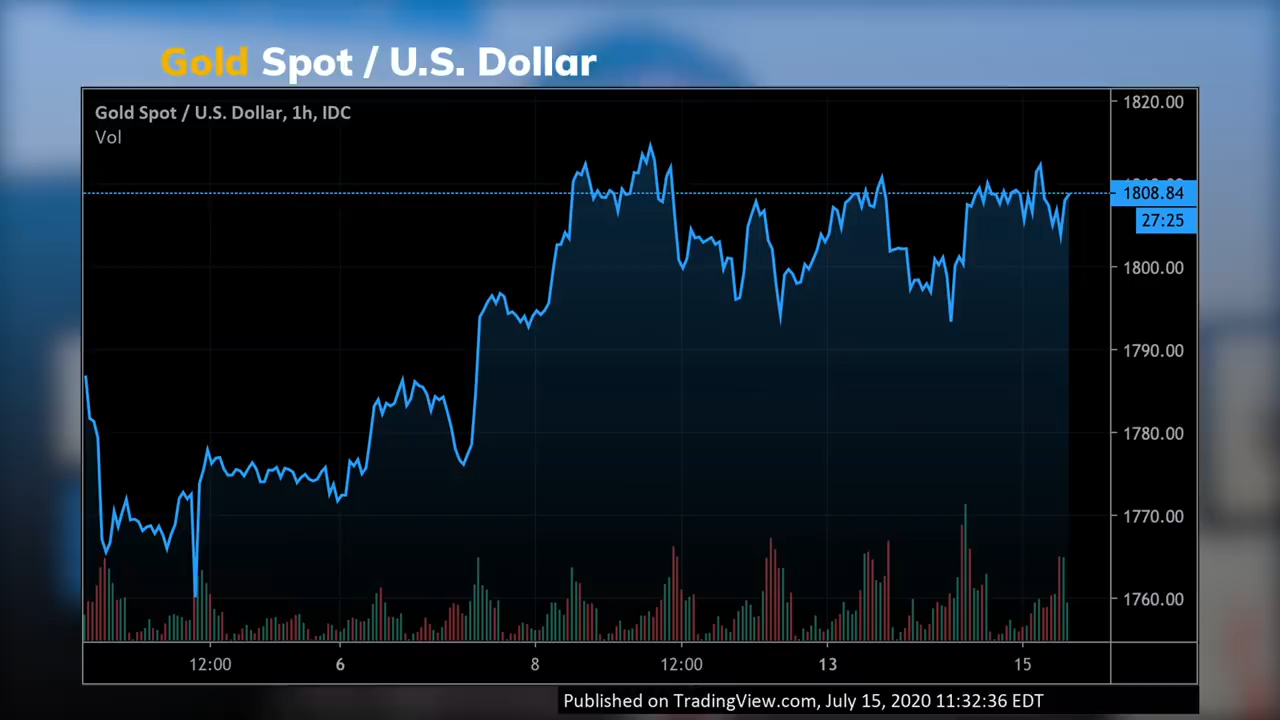 Gold Spot / U.S. Dollar
Gold Spot / U.S. Dollar, 1h, IDC
Vol
1820.00
1808.84
27:25
1800.00
1790.00
1780.00
1770.00
1760.00
12:00 6 8 12:00 13 15
Published on TradingView.com, July 15, 2020 11:32:36 EDT